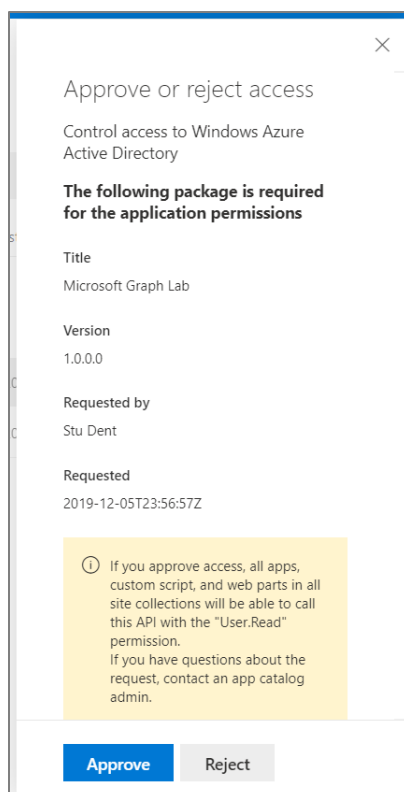 Approve or reject access
Control access to Windows Azure
Active Directory
The following package is required
for the application permissions
Title
Microsoft Graph Lab
Version
1.0.0.0
Requested by
Stu Dent
Requested
2019-12-05T23:56:57Z
If you approve access, all apps,
custom script, and web parts in all
site collections will be able to call
this API with the "User.Read"
permission.
If you have questions about the
request, contact an app catalog
admin.
Approve
Reject